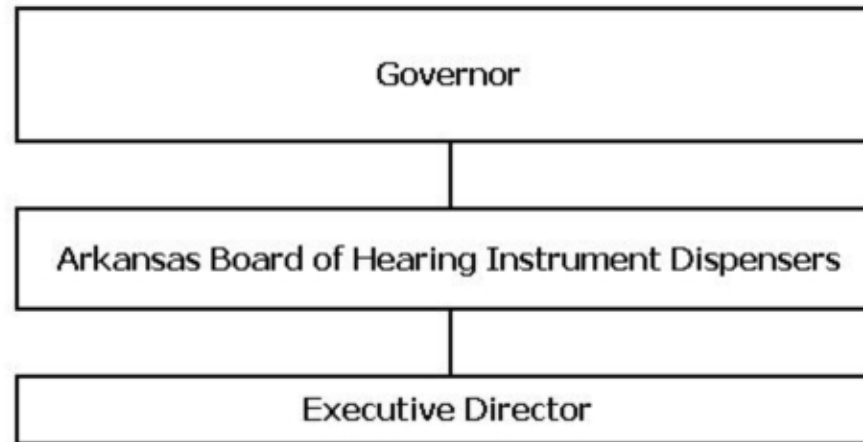 Governor
Arkansas Board of Hearing Instrument Dispensers
Executive Director